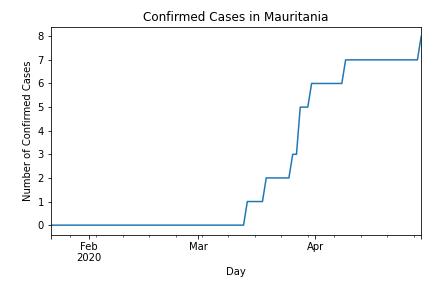 Confirmed Cases in Mauritania
Number of Confirmed Cases
8
7
6
5
4
3
2
1
0
Feb Mar Apr
2020
Day